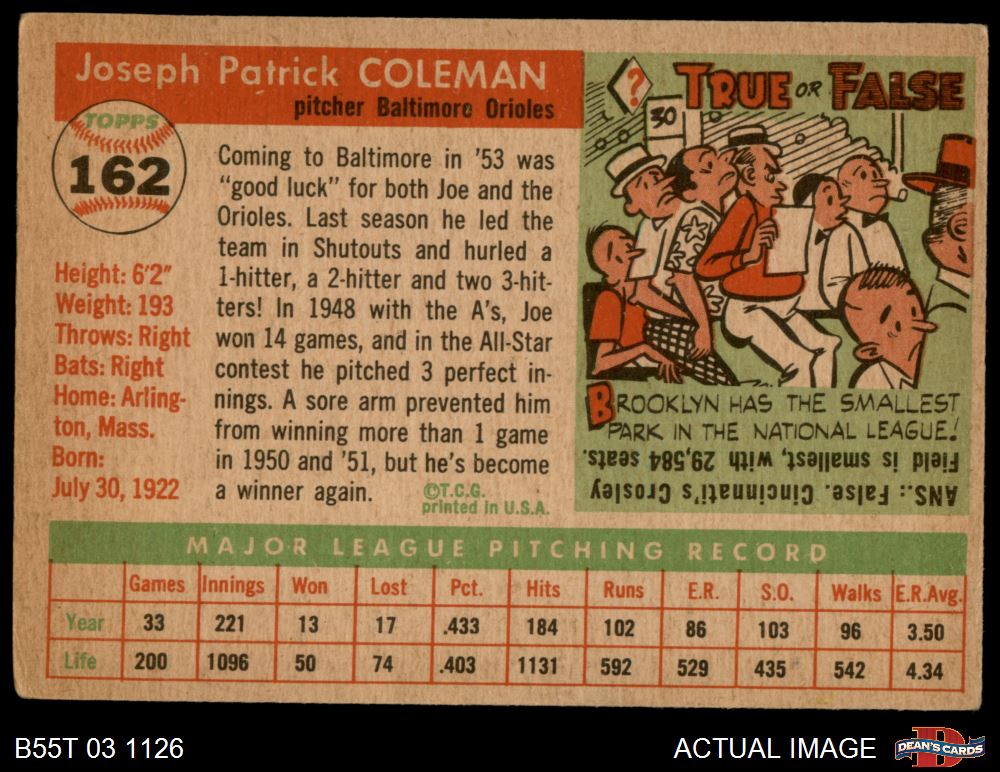 Joseph Patrick COLEMAN
pitcher Baltimore Orioles
TOPPS
162
Height: 6'2"
Weight: 193
Throws: Right
Bats: Right
Home: Arling-
ton, Mass.
Born:
July 30, 1922
Coming to Baltimore in '53 was
"good luck" for both Joe and the
Orioles. Last season he led the
team in Shutouts and hurled a
1-hitter, a 2-hitter and two 3-hit-
ters! In 1948 with the A's, Joe
won 14 games, and in the All-Star
contest he pitched 3 perfect in-
nings. A sore arm prevented him
from winning more than 1 game
in 1950 and '51, but he's become
a winner again.
©T.C.G.
printed in U.S.A.
? TRUE OR FALSE
30
BROOKLYN HAS THE SMALLEST
PARK IN THE NATIONAL LEAGUE!
ANS.: False. Cincinnati's Crosley
Field is smallest, with 29,584 seats.
MAJOR LEAGUE PITCHING RECORD
Games Innings Won Lost Pct. Hits Runs E.R. S.O. Walks E.R.Avg.
Year 33 221 13 17 .433 184 102 86 103 96 3.50
Life 200 1096 50 74 .403 1131 592 529 435 542 4.34
B55T 03 1126
ACTUAL IMAGE
D
DEAN'S CARDS